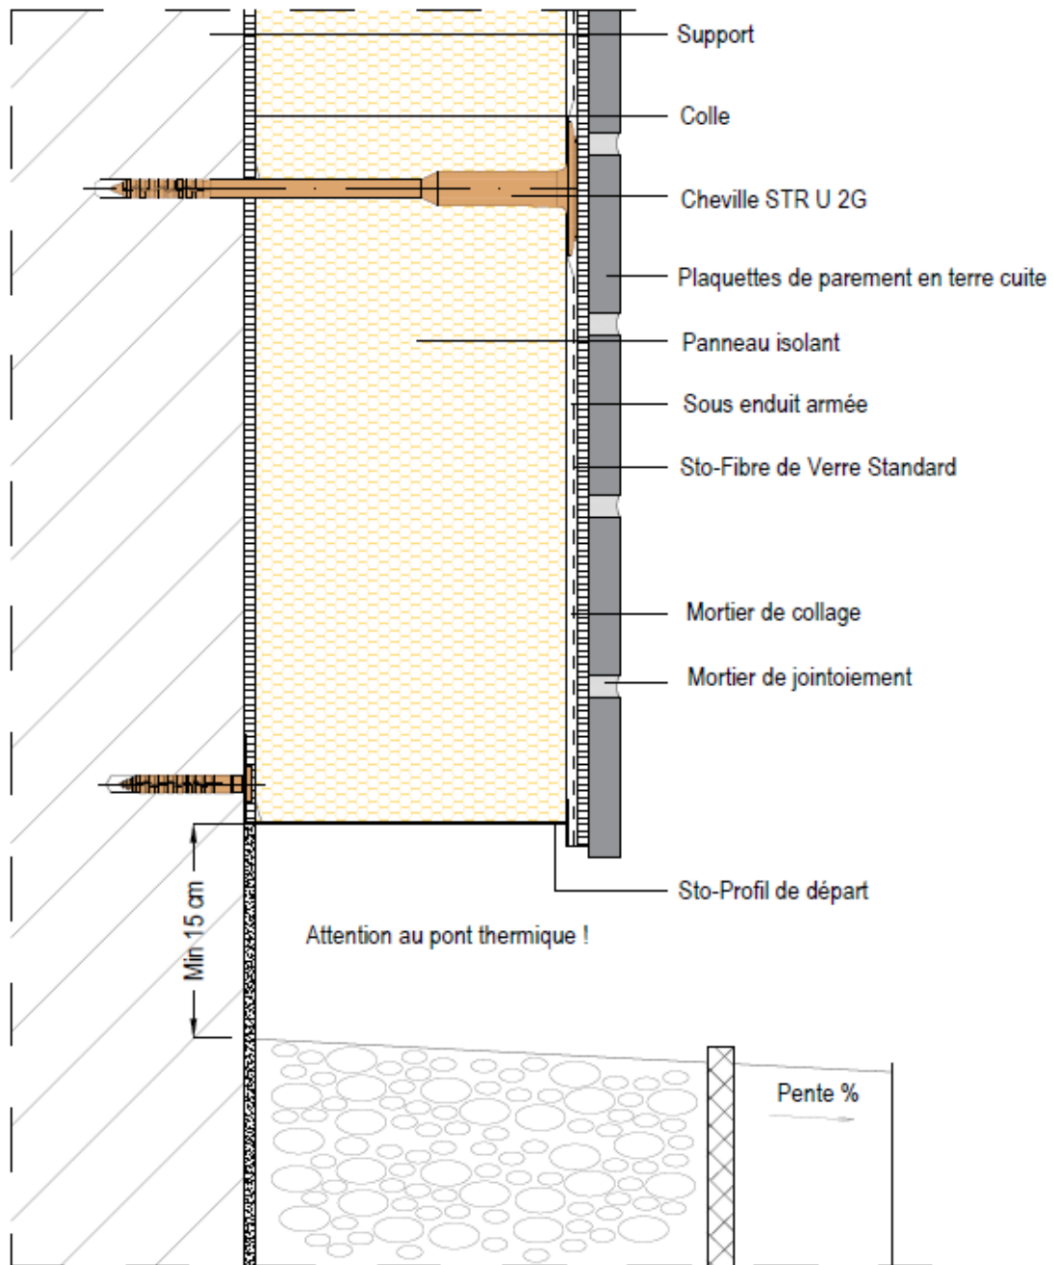 Support
Colle
Cheville STR U 2G
Plaquettes de parement en terre cuite
Panneau isolant
Sous enduit armée
Sto-Fibre de Verre Standard
Mortier de collage
Mortier de jointoiement
Sto-Profil de départ
Min 15 cm
Attention au pont thermique !
Pente %